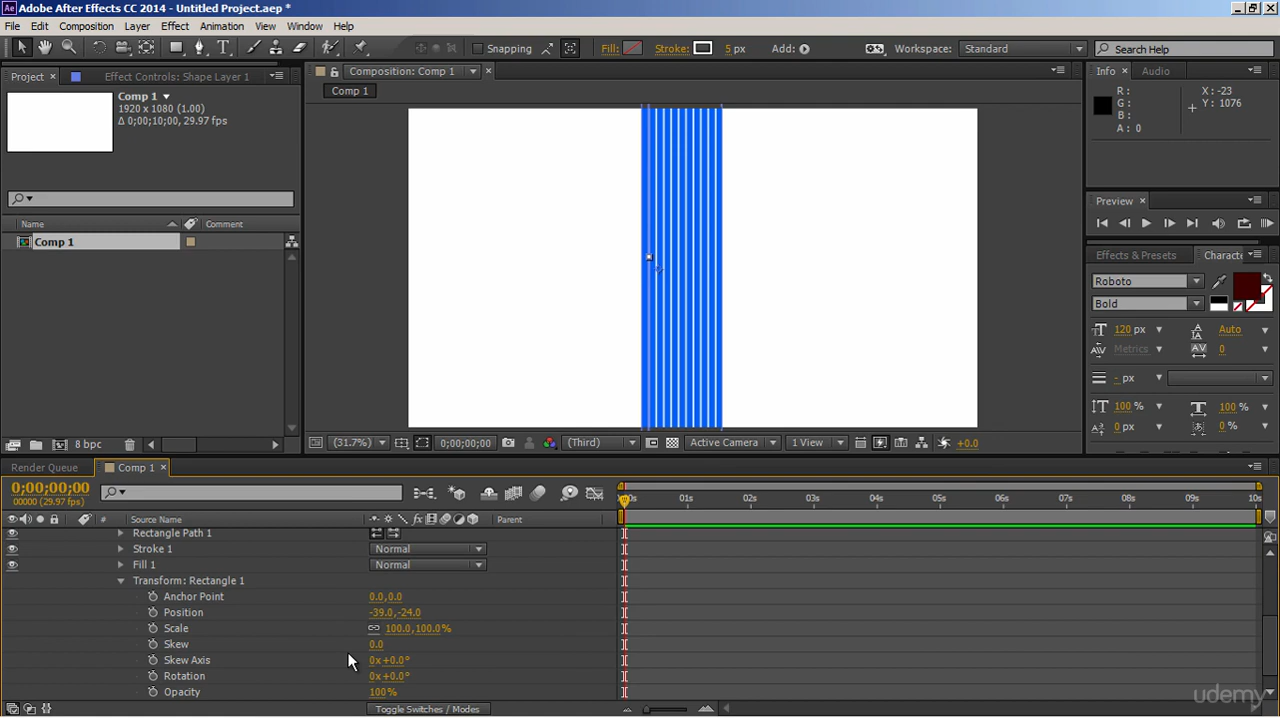 Adobe After Effects CC 2014 - Untitled Project.aep *
File Edit Composition Layer Effect Animation View Window Help
Snapping Fill: Stroke: 5 px Add: Workspace: Standard Search Help
Project Effect Controls: Shape Layer 1 Composition: Comp 1 Info Audio
Comp 1
Comp 1
1920 x 1080 (1.00)
Δ 0;00;10;00, 29.97 fps
R :
G :
B :
A : 0
X : -23
Y : 1076
Preview
Name Comment
Comp 1
Effects & Presets Characte
Roboto
Bold
120 px Auto
Metrics 0
- px
100 % 100 %
0 px 0 %
8 bpc (31.7%) 0;00;00;00 (Third) Active Camera 1 View +0.0
Render Queue Comp 1
0;00;00;00
00000 (29.97 fps)
01s 02s 03s 04s 05s 06s 07s 08s 09s 10s
# Source Name fx Parent
Rectangle Path 1
Stroke 1 Normal
Fill 1 Normal
Transform: Rectangle 1
Anchor Point 0.0,0.0
Position -39.0,-24.0
Scale 100.0,100.0%
Skew 0.0
Skew Axis 0x+0.0°
Rotation 0x+0.0°
Opacity 100%
Toggle Switches / Modes
udemy